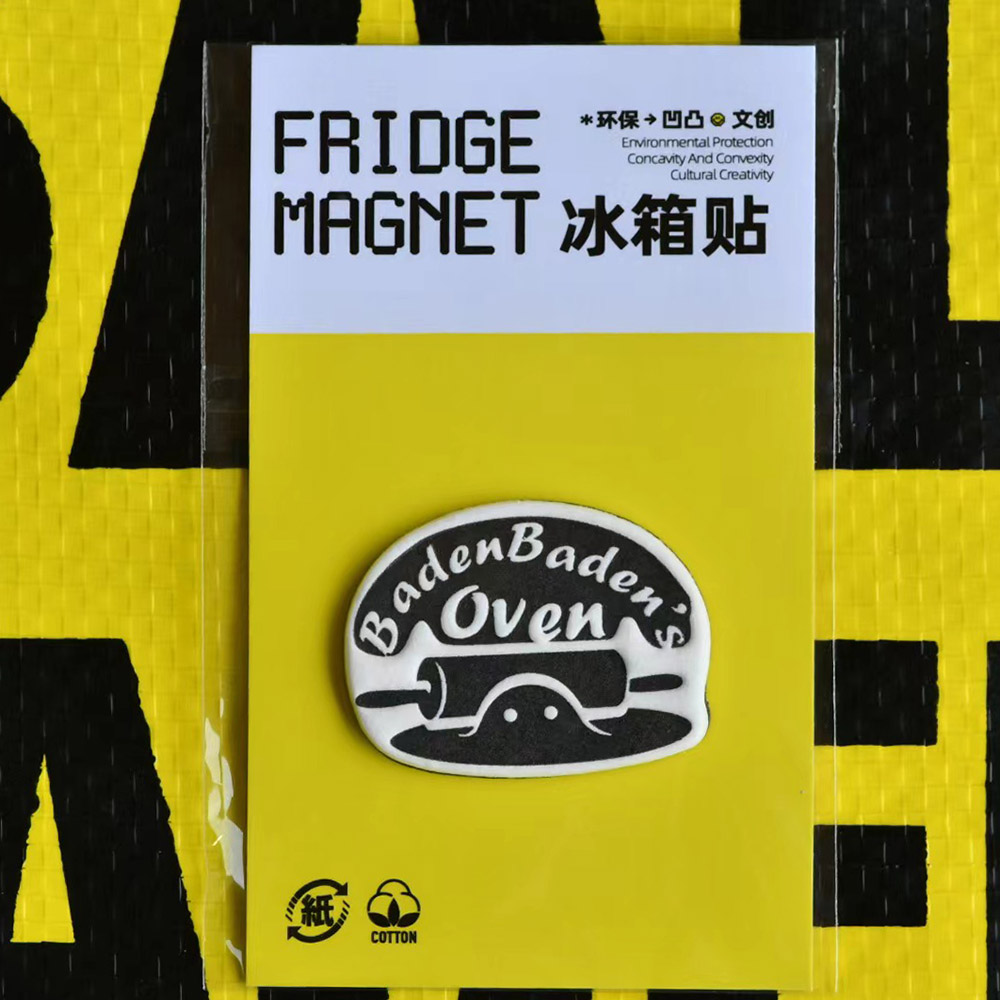 FRIDGE
MAGNET 冰箱贴
*环保→凹凸 文创
Environmental Protection
Concavity And Convexity
Cultural Creativity
BadenBaden's
Oven
紙
COTTON